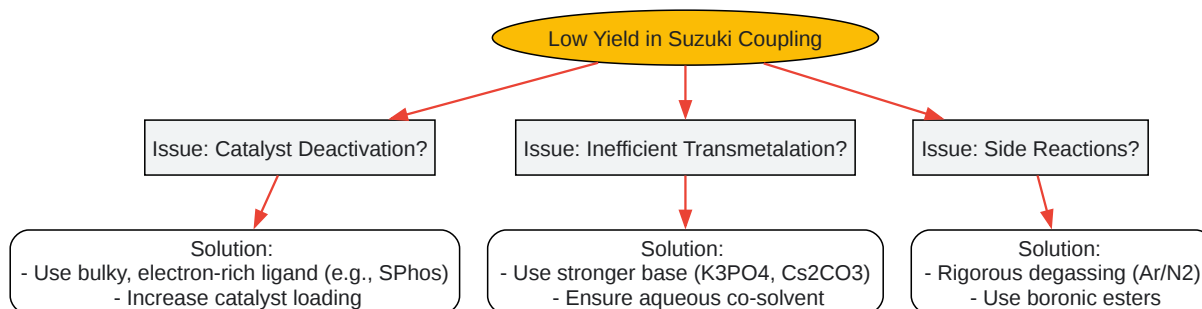 Low Yield in Suzuki Coupling
Issue: Catalyst Deactivation?
Issue: Inefficient Transmetalation?
Issue: Side Reactions?
Solution:
- Use bulky, electron-rich ligand (e.g., SPhos)
- Increase catalyst loading
Solution:
- Use stronger base (K3PO4, Cs2CO3)
- Ensure aqueous co-solvent
Solution:
- Rigorous degassing (Ar/N2)
- Use boronic esters